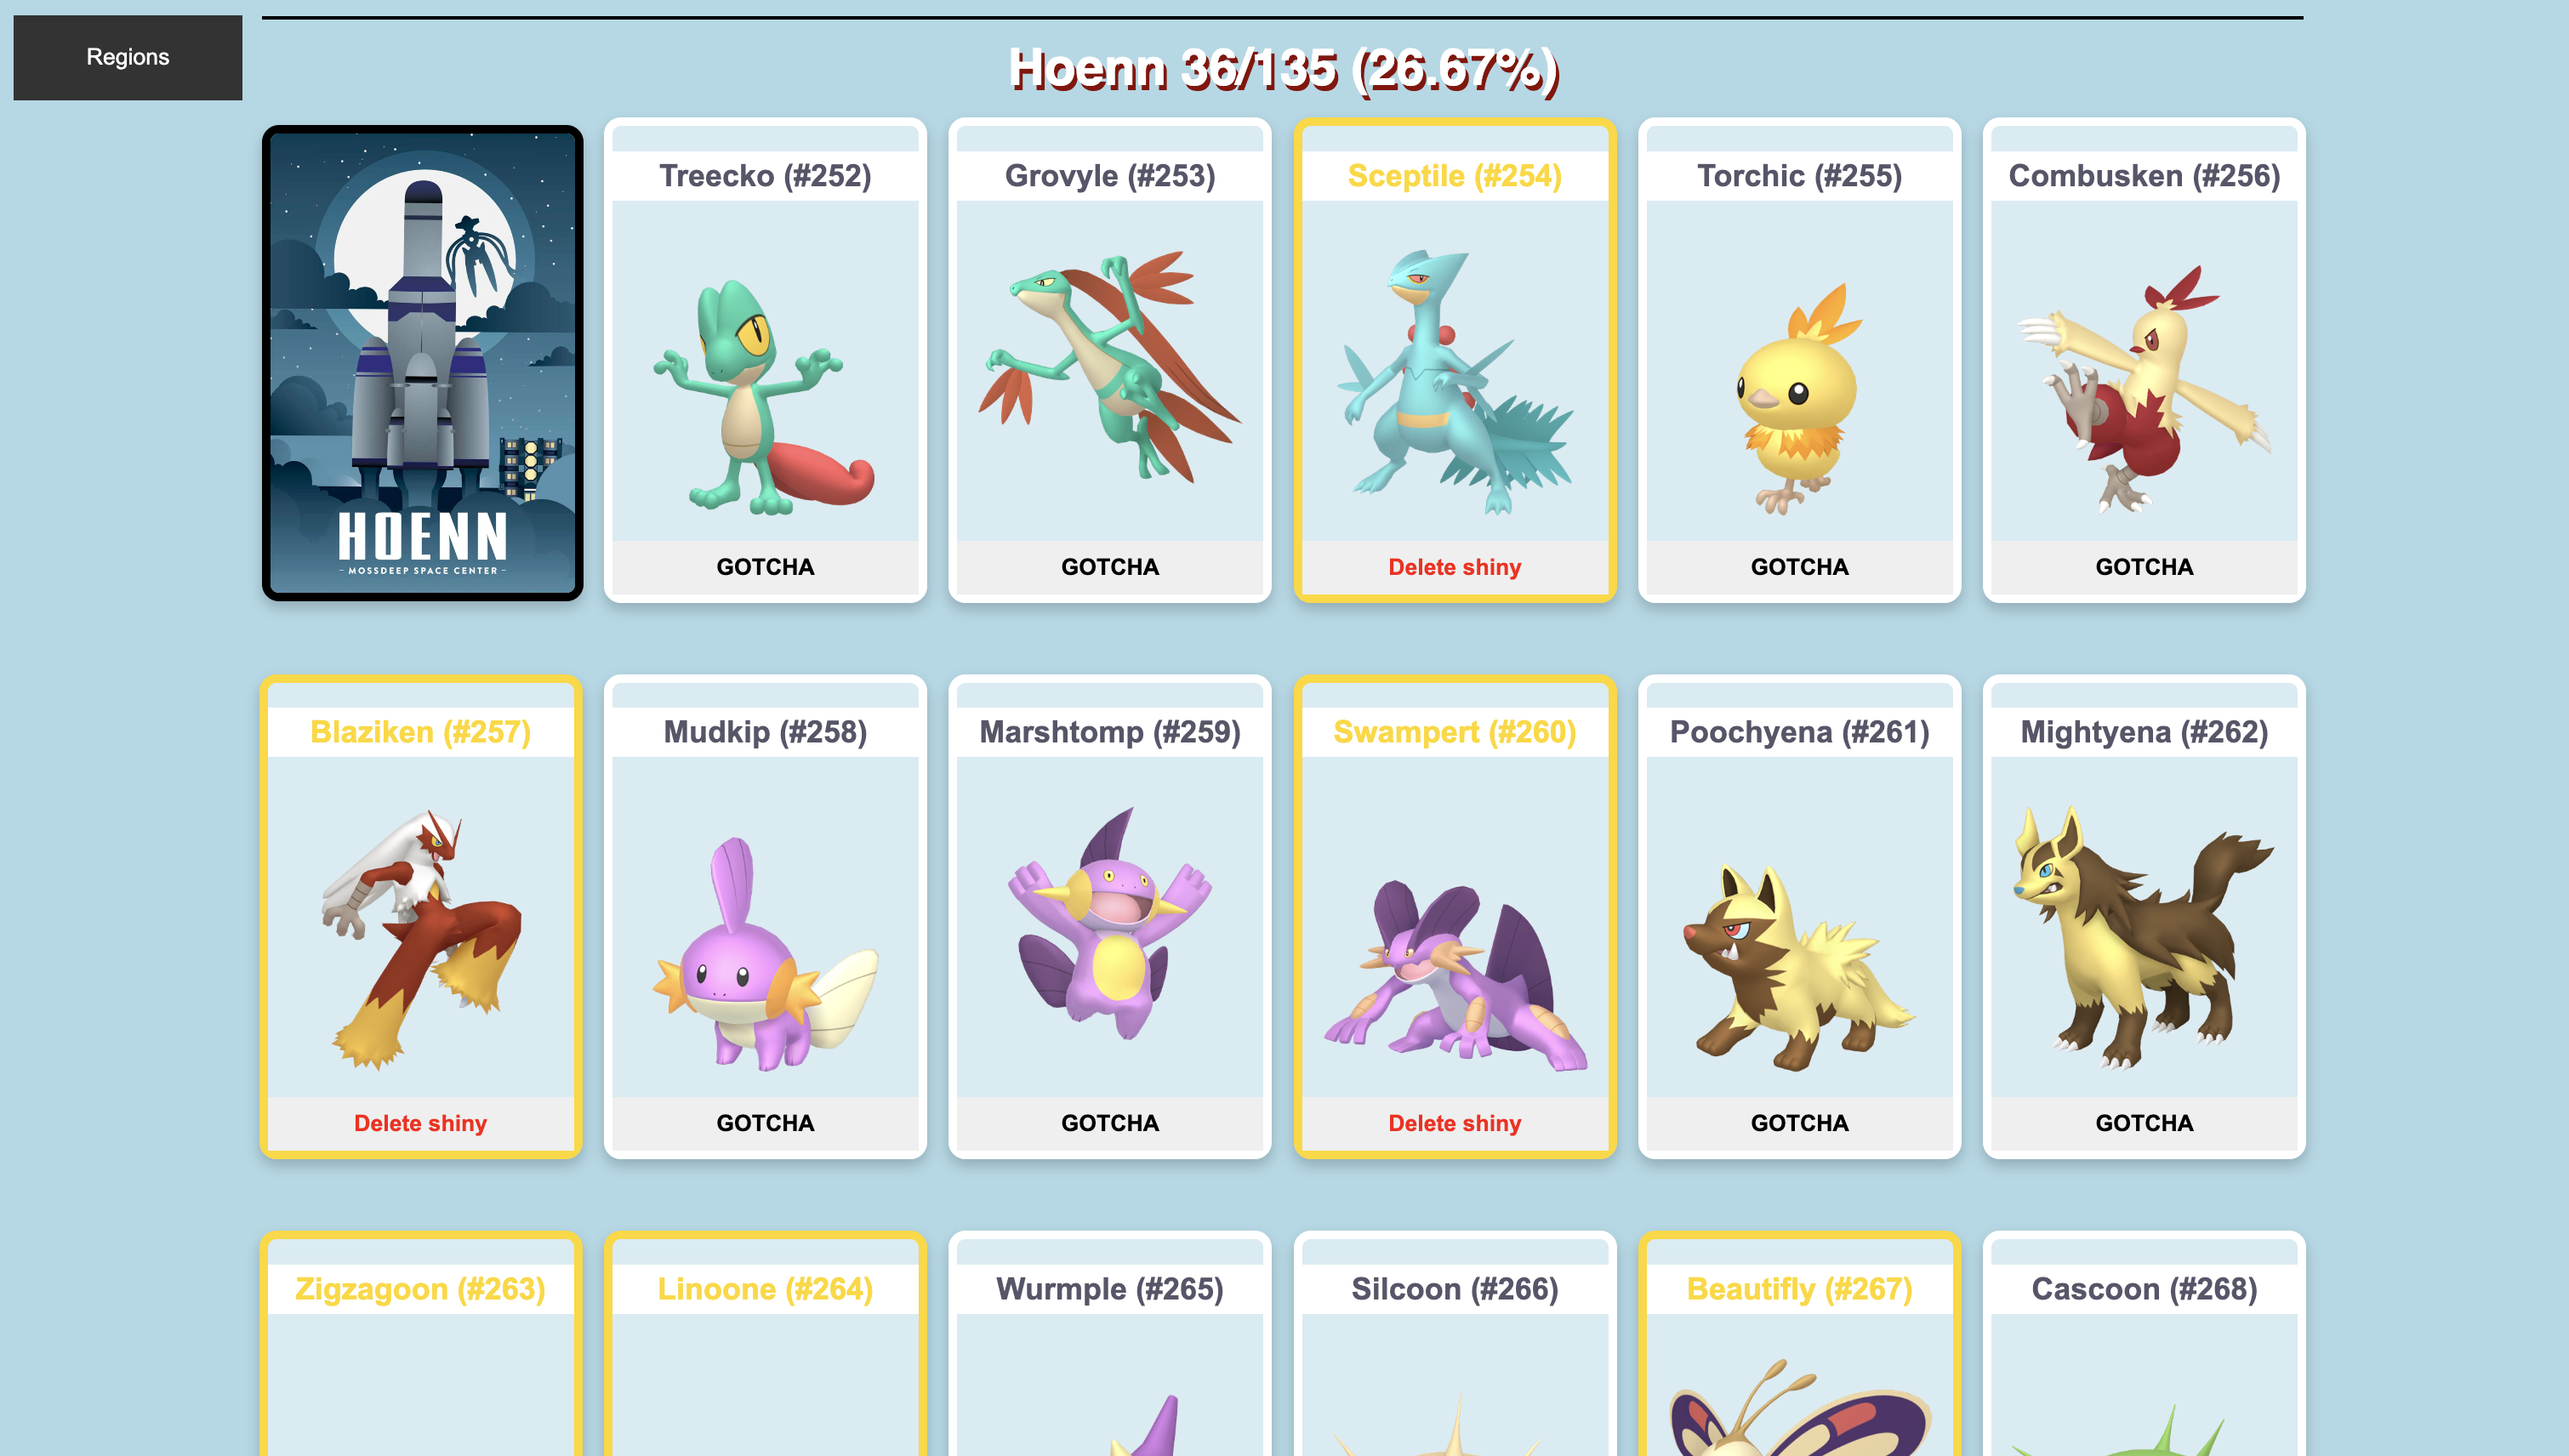 Regions
Hoenn 36/135 (26.67%)
HOENN
- MOSSDEEP SPACE CENTER -
Treecko (#252)
GOTCHA
Grovyle (#253)
GOTCHA
Sceptile (#254)
Delete shiny
Torchic (#255)
GOTCHA
Combusken (#256)
GOTCHA
Blaziken (#257)
Delete shiny
Mudkip (#258)
GOTCHA
Marshtomp (#259)
GOTCHA
Swampert (#260)
Delete shiny
Poochyena (#261)
GOTCHA
Mightyena (#262)
GOTCHA
Zigzagoon (#263)
Linoone (#264)
Wurmple (#265)
Silcoon (#266)
Beautifly (#267)
Cascoon (#268)